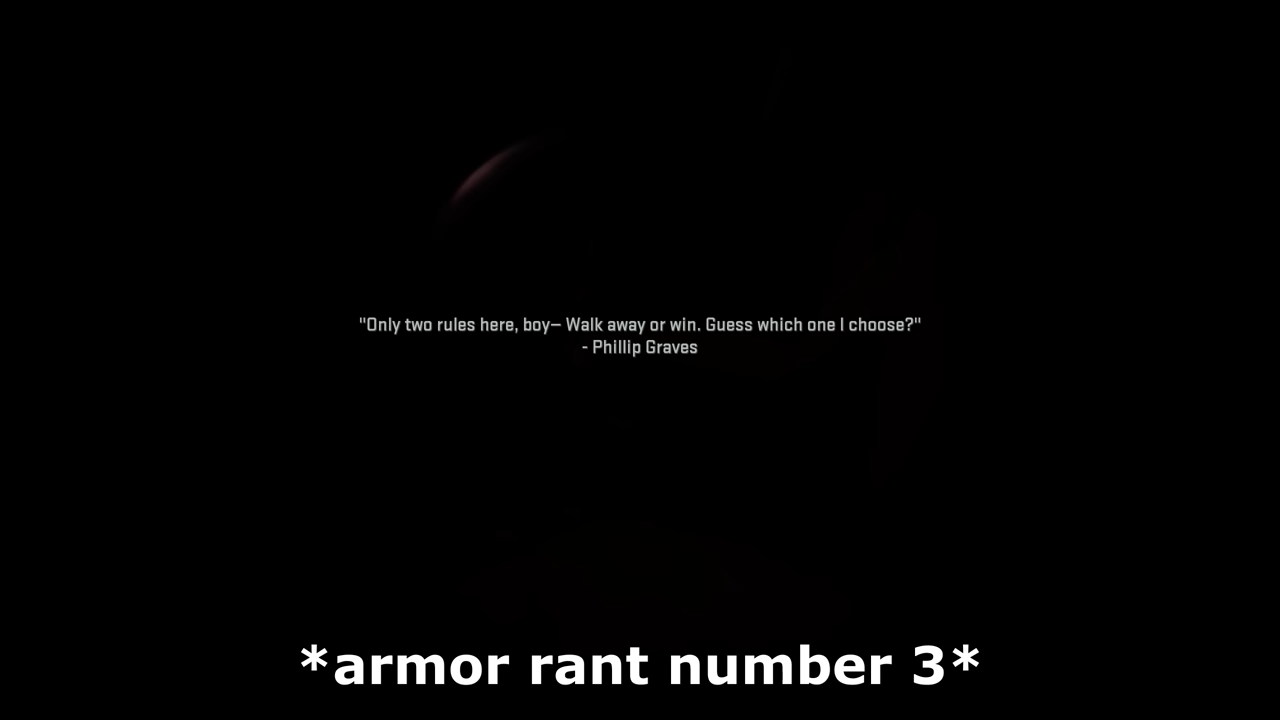 "Only two rules here, boy— Walk away or win. Guess which one I choose?"
- Phillip Graves
*armor rant number 3*